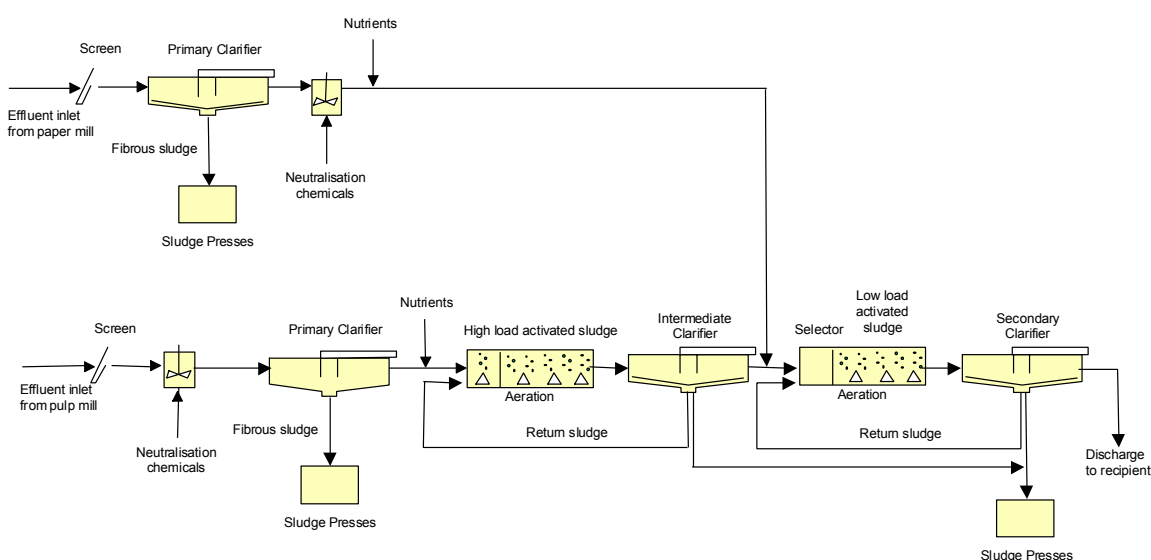 Nutrients
Screen
Primary Clarifier
Effluent inlet
from paper mill
Fibrous sludge
Neutralisation
chemicals
Sludge Presses
Screen
Primary Clarifier
Nutrients
High load activated sludge
Intermediate
Clarifier
Selector
Low load
activated
sludge
Secondary
Clarifier
Effluent inlet
from pulp mill
Aeration
Aeration
Fibrous sludge
Return sludge
Return sludge
Neutralisation
chemicals
Discharge
to recipient
Sludge Presses
Sludge Presses